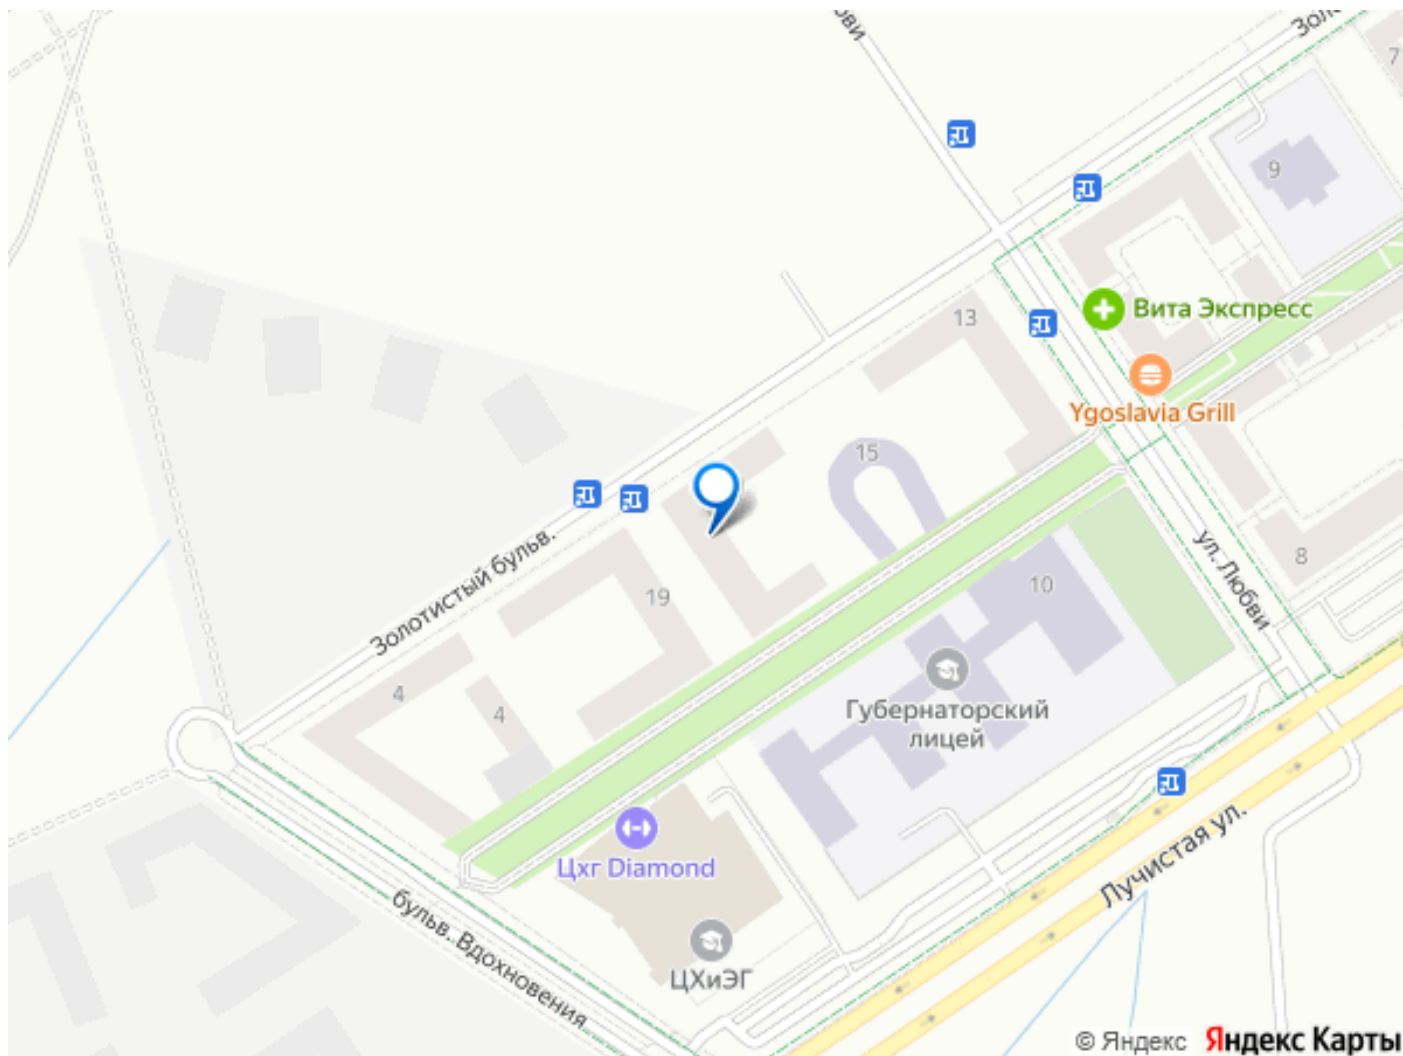 7
9
Вита Экспресс
13
Ygoslavia Grill
15
Золотистый бульв.
ул. Любви
8
19
10
4
4
Губернаторский
лицей
Цхг Diamond
Лучистая ул.
бульв. Вдохновения
ЦХиЭГ
© Яндекс Яндекс Карты